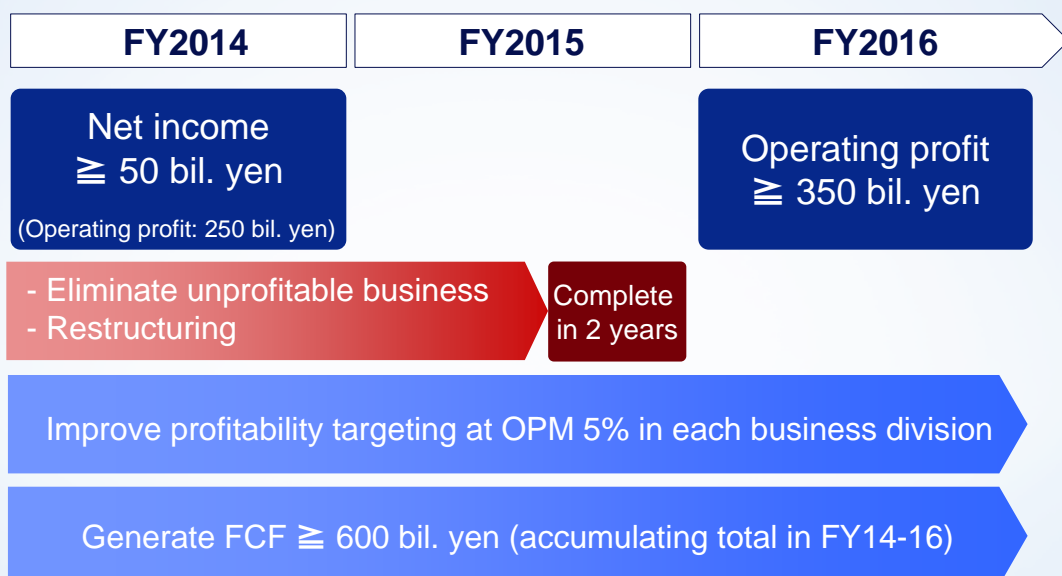 FY2014
FY2015
FY2016
Net income
≧ 50 bil. yen
(Operating profit: 250 bil. yen)
Operating profit
≧ 350 bil. yen
- Eliminate unprofitable business
- Restructuring
Complete
in 2 years
Improve profitability targeting at OPM 5% in each business division
Generate FCF ≧ 600 bil. yen (accumulating total in FY14-16)